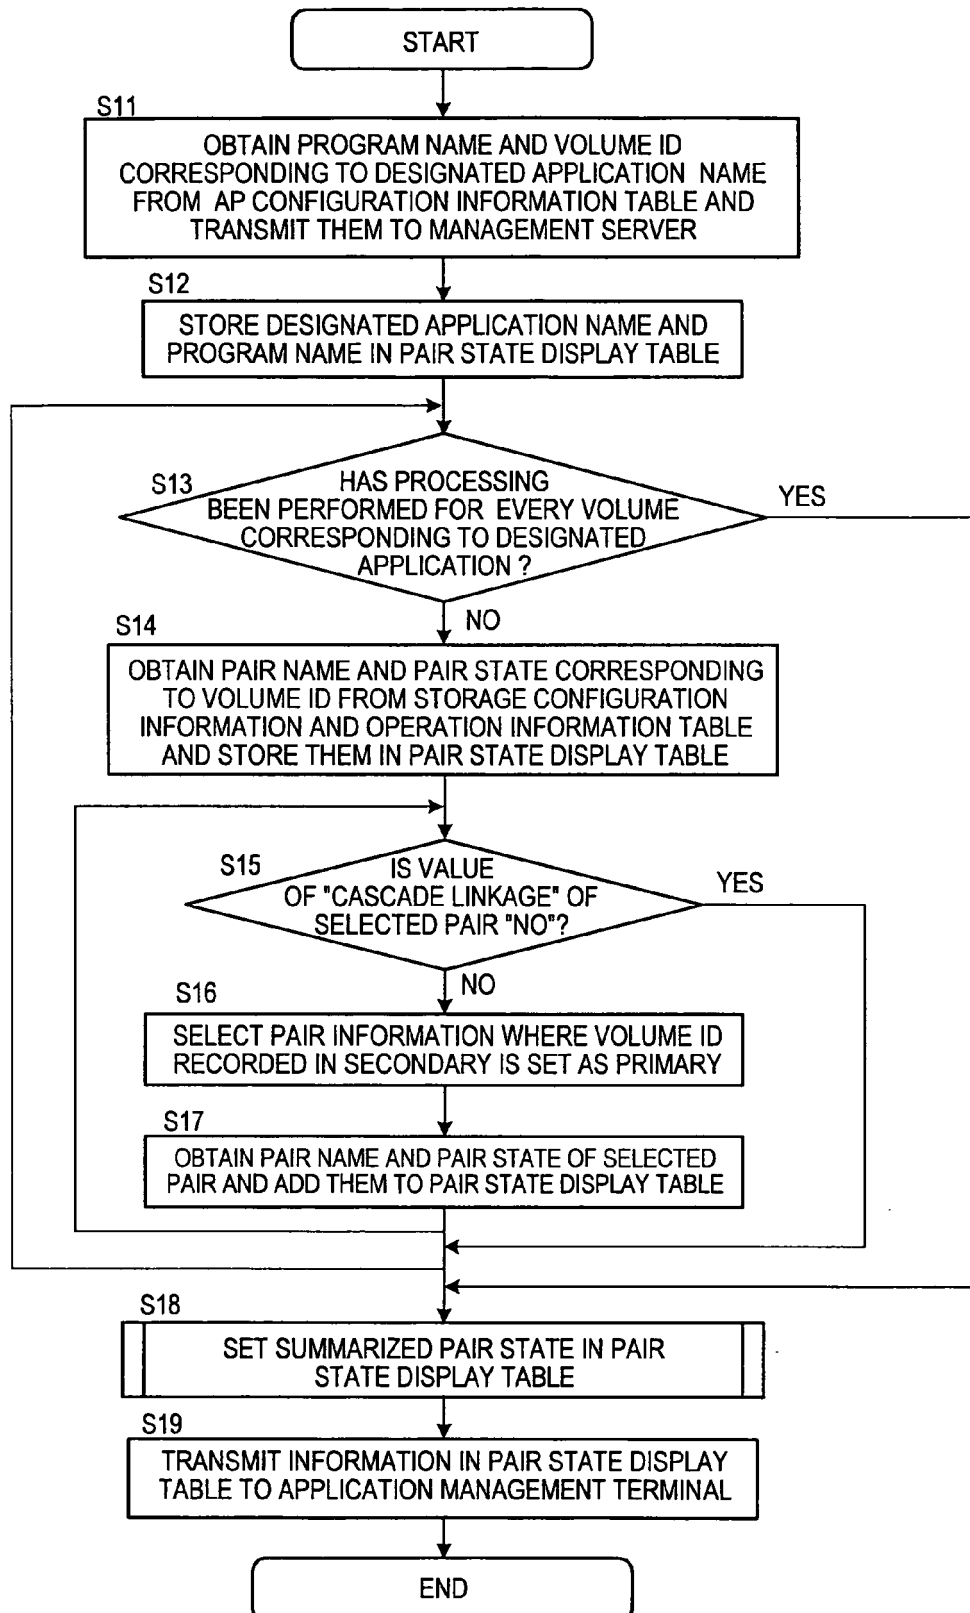 START
S11
OBTAIN PROGRAM NAME AND VOLUME ID
CORRESPONDING TO DESIGNATED APPLICATION NAME
FROM AP CONFIGURATION INFORMATION TABLE AND
TRANSMIT THEM TO MANAGEMENT SERVER
S12
STORE DESIGNATED APPLICATION NAME AND
PROGRAM NAME IN PAIR STATE DISPLAY TABLE
S13
HAS PROCESSING
BEEN PERFORMED FOR EVERY VOLUME
CORRESPONDING TO DESIGNATED
APPLICATION ?
YES
NO
S14
OBTAIN PAIR NAME AND PAIR STATE CORRESPONDING
TO VOLUME ID FROM STORAGE CONFIGURATION
INFORMATION AND OPERATION INFORMATION TABLE
AND STORE THEM IN PAIR STATE DISPLAY TABLE
S15
IS VALUE
OF "CASCADE LINKAGE" OF
SELECTED PAIR "NO"?
YES
NO
S16
SELECT PAIR INFORMATION WHERE VOLUME ID
RECORDED IN SECONDARY IS SET AS PRIMARY
S17
OBTAIN PAIR NAME AND PAIR STATE OF SELECTED
PAIR AND ADD THEM TO PAIR STATE DISPLAY TABLE
S18
SET SUMMARIZED PAIR STATE IN PAIR
STATE DISPLAY TABLE
S19
TRANSMIT INFORMATION IN PAIR STATE DISPLAY
TABLE TO APPLICATION MANAGEMENT TERMINAL
END